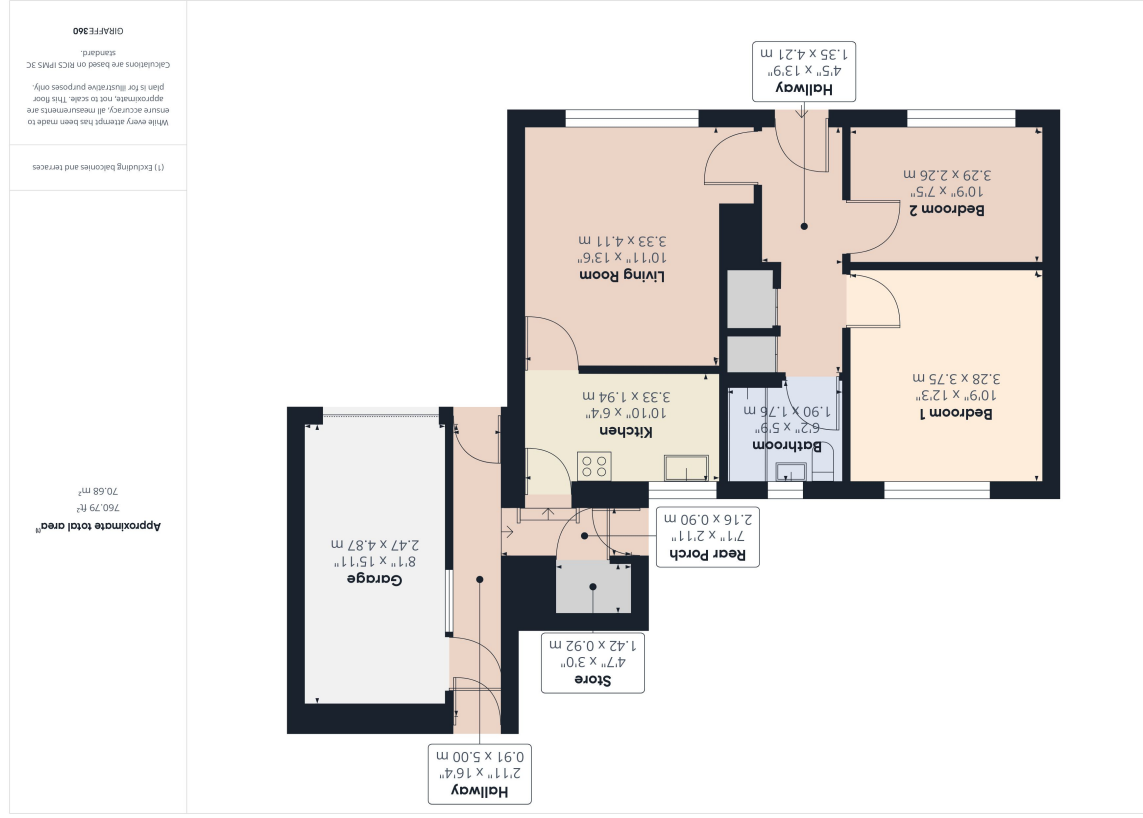 Hallway
2'11" x 16'4"
0.91 x 5.00 m
Store
4'7" x 3'0"
1.42 x 0.92 m
Garage
8'1" x 15'11"
2.47 x 4.87 m
Rear Porch
7'1" x 2'11"
2.16 x 0.90 m
Bedroom 1
10'9" x 12'3"
3.28 x 3.75 m
Bathroom
6'2" x 5'9"
1.90 x 1.76 m
Kitchen
10'10" x 6'4"
3.33 x 1.94 m
Living Room
10'11" x 13'6"
3.33 x 4.11 m
Bedroom 2
10'9" x 7'5"
3.29 x 2.26 m
Hallway
4'5" x 13'9"
1.35 x 4.21 m
Approximate total area⁽¹⁾
760.79 ft²
70.68 m²
(1) Excluding balconies and terraces
While every attempt has been made to
ensure accuracy, all measurements are
approximate, not to scale. This floor
plan is for illustrative purposes only.
Calculations are based on RICS IPMS 3C
standard.
GIRAFFE360